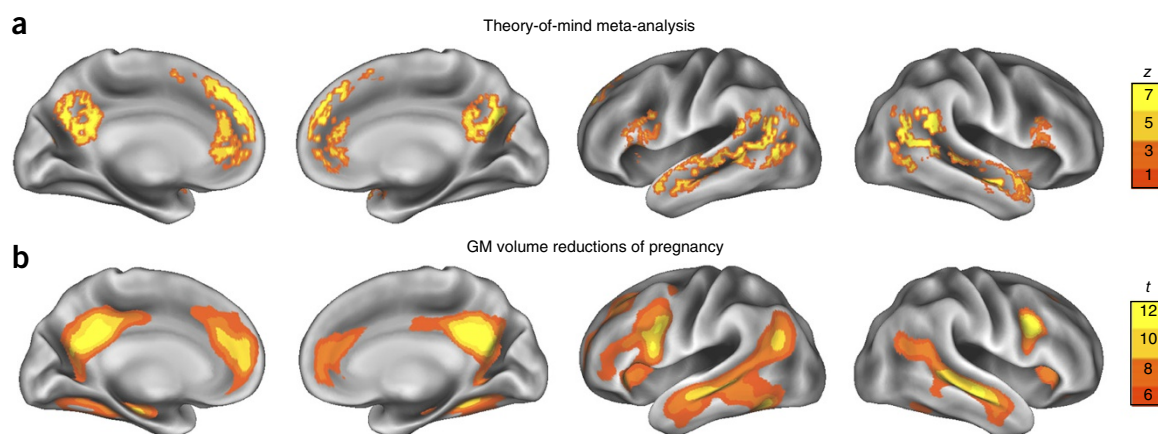 a
Theory-of-mind meta-analysis
z
7
5
3
1
b
GM volume reductions of pregnancy
t
12
10
8
6